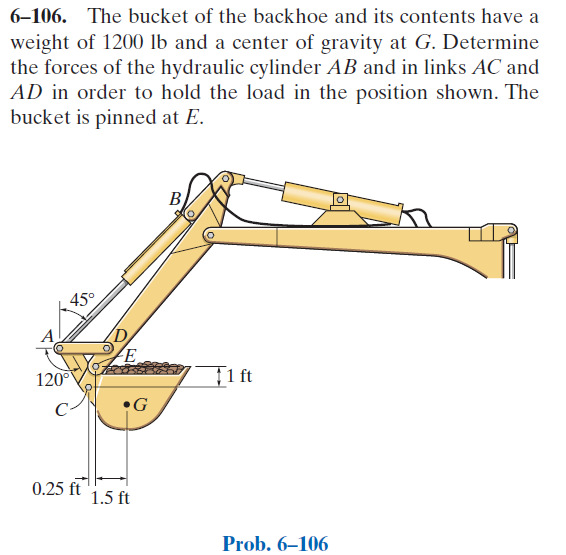 6–106. The bucket of the backhoe and its contents have a
weight of 1200 lb and a center of gravity at G. Determine
the forces of the hydraulic cylinder AB and in links AC and
AD in order to hold the load in the position shown. The
bucket is pinned at E.
B
45°
A
D
E
120°
1 ft
C
G
0.25 ft
1.5 ft
Prob. 6–106